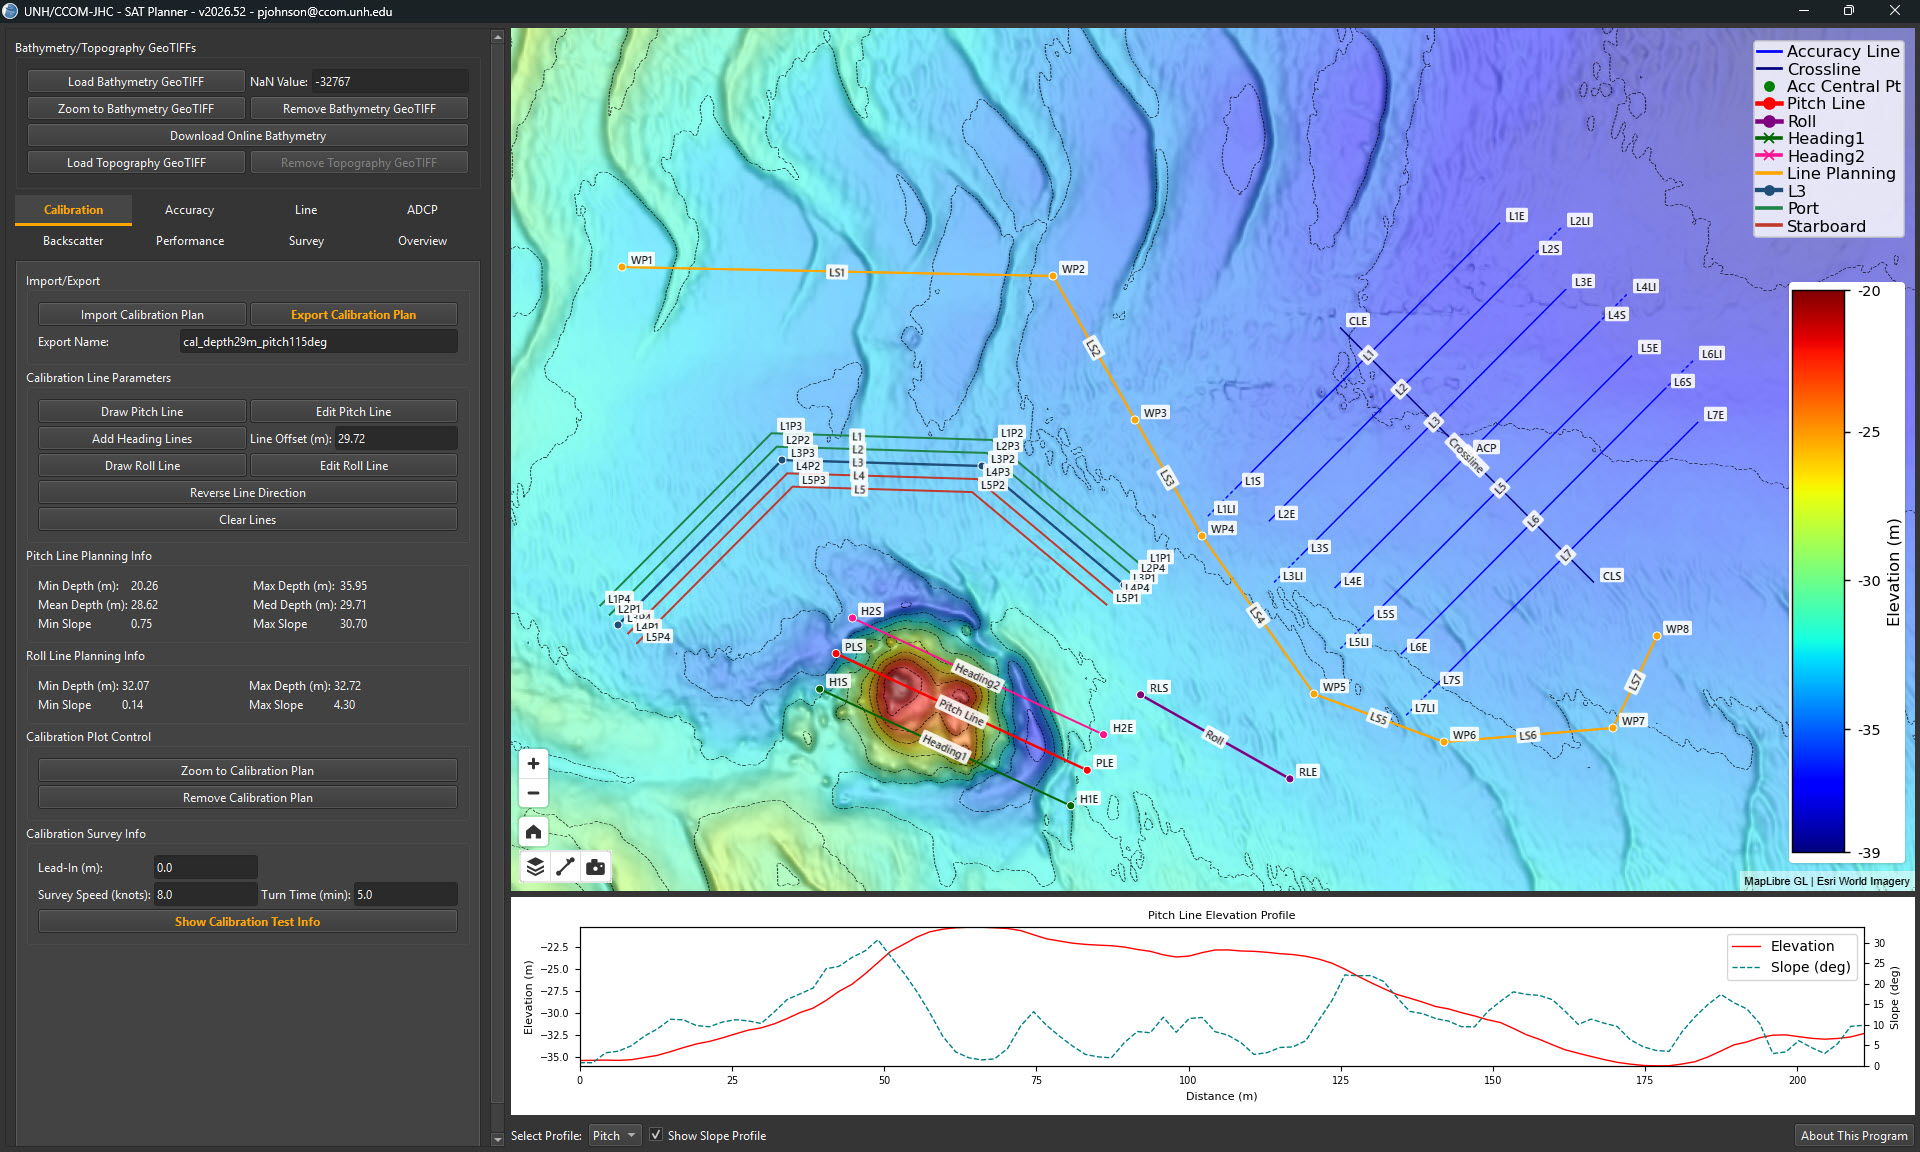 UNH/CCOM-JHC - SAT Planner - v2026.52 - pjohnson@ccom.unh.edu
Bathymetry/Topography GeoTIFFs
Load Bathymetry GeoTIFF
NaN Value: -32767
Zoom to Bathymetry GeoTIFF
Remove Bathymetry GeoTIFF
Download Online Bathymetry
Load Topography GeoTIFF
Remove Topography GeoTIFF
Calibration
Accuracy
Line
ADCP
Backscatter
Performance
Survey
Overview
Import/Export
Import Calibration Plan
Export Calibration Plan
Export Name: cal_depth29m_pitch115deg
Calibration Line Parameters
Draw Pitch Line
Edit Pitch Line
Add Heading Lines
Line Offset (m): 29.72
Draw Roll Line
Edit Roll Line
Reverse Line Direction
Clear Lines
Pitch Line Planning Info
Min Depth (m): 20.26
Max Depth (m): 35.95
Mean Depth (m): 28.62
Med Depth (m): 29.71
Min Slope 0.75
Max Slope 30.70
Roll Line Planning Info
Min Depth (m): 32.07
Max Depth (m): 32.72
Min Slope 0.14
Max Slope 4.30
Calibration Plot Control
Zoom to Calibration Plan
Remove Calibration Plan
Calibration Survey Info
Lead-In (m): 0.0
Survey Speed (knots): 8.0
Turn Time (min): 5.0
Show Calibration Test Info
Accuracy Line
Crossline
Acc Central Pt
Pitch Line
Roll
Heading1
Heading2
Line Planning
L3
Port
Starboard
-20
-25
-30
-35
-39
Elevation (m)
WP1
LS1
WP2
LS2
WP3
LS3
WP4
LS4
WP5
LS5
WP6
LS6
WP7
LS7
WP8
L1E
L2LI
L2S
L3E
L4LI
L4S
L5E
L6LI
L6S
L7E
CLE
L1
L2
L3
ACP
Crossline
L5
L6
L7
CLS
L1S
L1LI
L2E
L3S
L3LI
L4E
L5S
L5LI
L6E
L7S
L7LI
L1P3
L2P2
L3P3
L4P2
L5P3
L1
L2
L3
L4
L5
L1P2
L2P3
L3P2
L4P3
L5P2
L1P1
L2P4
L3P1
L4P4
L5P1
L1P4
L2P1
L3P4
L4P1
L5P4
H2S
PLS
H1S
Heading2
Pitch Line
Heading1
H2E
PLE
H1E
RLS
Roll
RLE
+
−
MapLibre GL | Esri World Imagery
Pitch Line Elevation Profile
Elevation (m)
−22.5
−25.0
−27.5
−30.0
−32.5
−35.0
Elevation
Slope (deg)
30
25
20
15
10
5
0
Slope (deg)
0
25
50
75
100
125
150
175
200
Distance (m)
Select Profile: Pitch
Show Slope Profile
About This Program